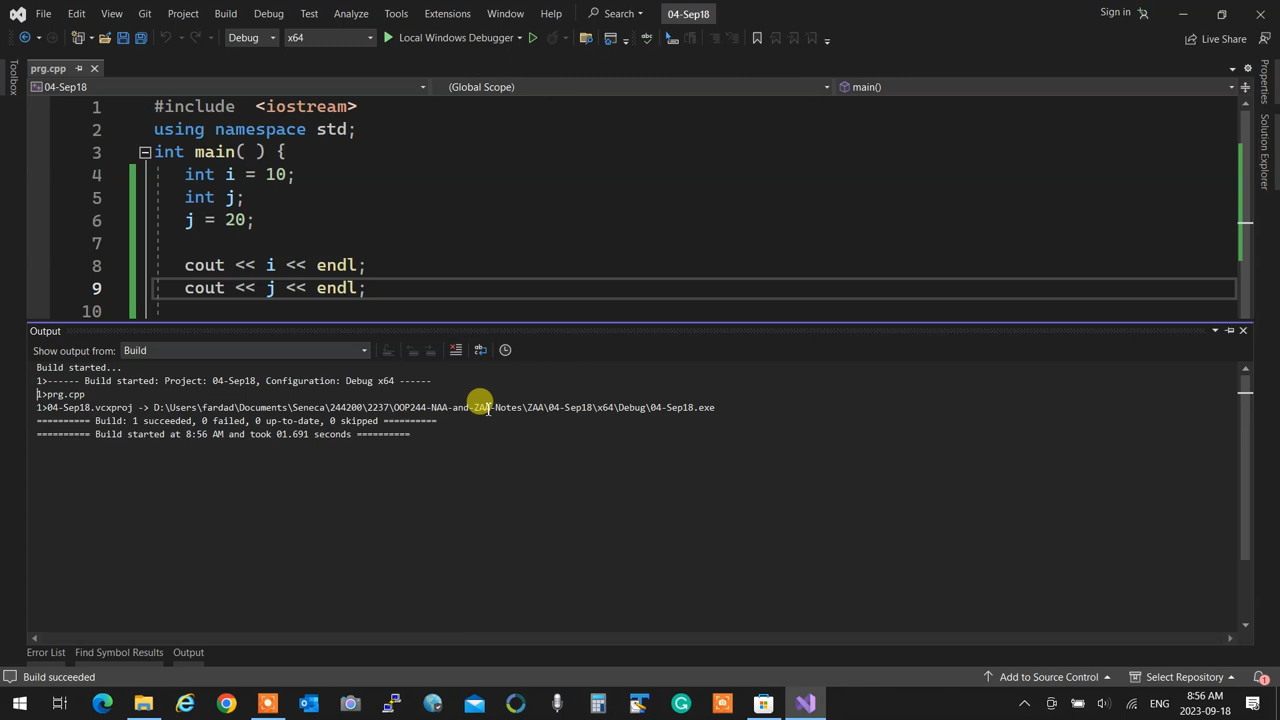 File Edit View Git Project Build Debug Test Analyze Tools Extensions Window Help Search 04-Sep18 Sign in
Debug x64 Local Windows Debugger Live Share
Toolbox
prg.cpp
04-Sep18 (Global Scope) main()
1 #include <iostream>
2 using namespace std;
3 int main( ) {
4 int i = 10;
5 int j;
6 j = 20;
7
8 cout << i << endl;
9 cout << j << endl;
10
Properties
Solution Explorer
Output
Show output from: Build
Build started...
1>------ Build started: Project: 04-Sep18, Configuration: Debug x64 ------
1>prg.cpp
1>04-Sep18.vcxproj -> D:\Users\fardad\Documents\Seneca\244200\2237\OOP244-NAA-and-ZAA-Notes\ZAA\04-Sep18\x64\Debug\04-Sep18.exe
========== Build: 1 succeeded, 0 failed, 0 up-to-date, 0 skipped ==========
========== Build started at 8:56 AM and took 01.691 seconds ==========
Error List Find Symbol Results Output
Build succeeded Add to Source Control Select Repository 1
8:56 AM
ENG
2023-09-18